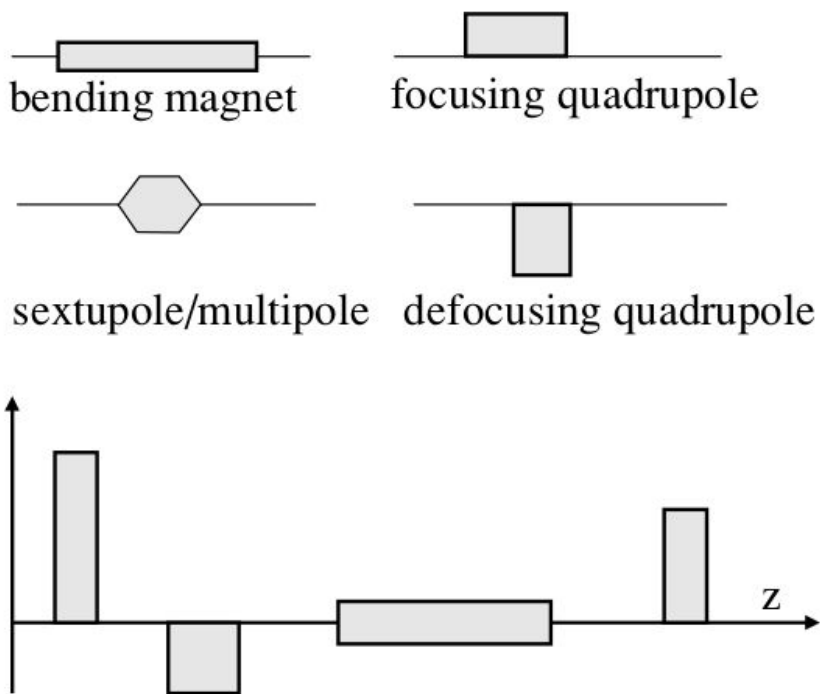 bending magnet
focusing quadrupole
sextupole/multipole
defocusing quadrupole
z